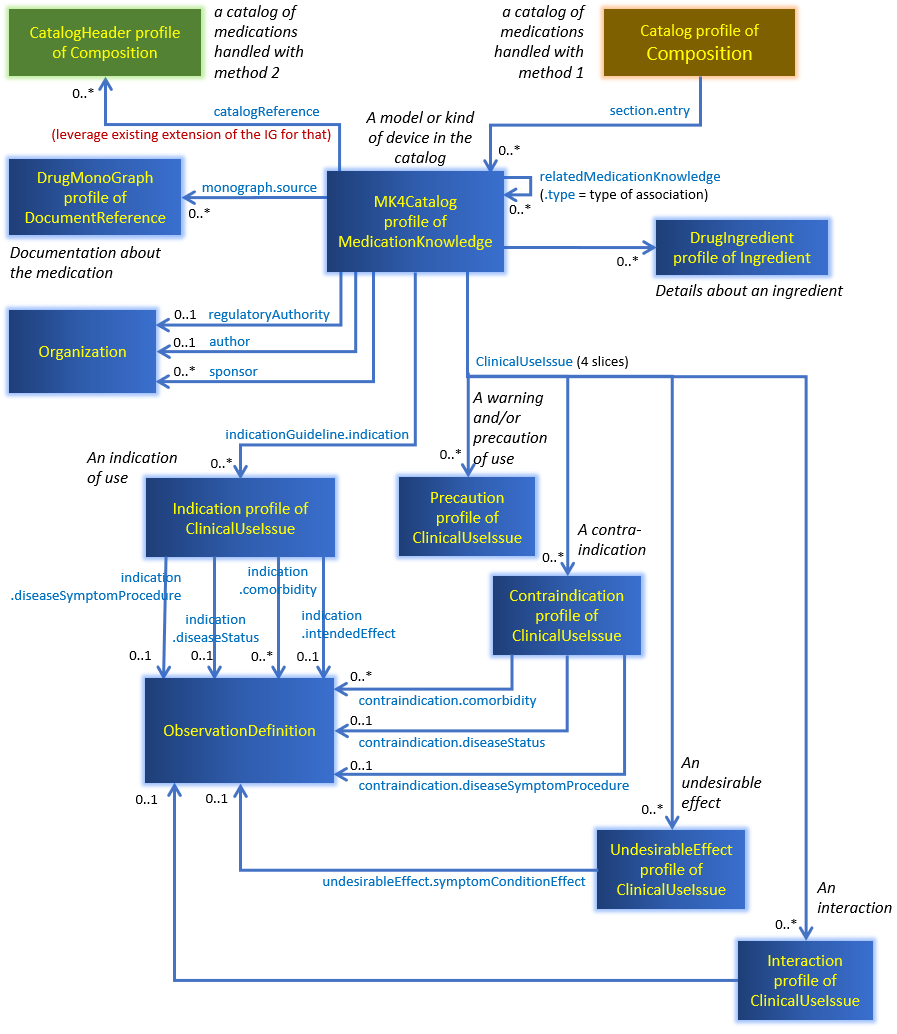 CatalogHeader profile
of Composition
a catalog of
medications
handled with
method 2
a catalog of
medications
handled with
method 1
Catalog profile of
Composition
0..*
catalogReference
(leverage existing extension of the IG for that)
A model or kind
of device in the
catalog
section.entry
0..*
DrugMonoGraph
profile of
DocumentReference
monograph.source
0..*
MK4Catalog
profile of
MedicationKnowledge
relatedMedicationKnowledge
(.type = type of association)
0..*
Documentation about
the medication
0..*
DrugIngredient
profile of Ingredient
Details about an ingredient
Organization
0..1
regulatoryAuthority
0..1
author
0..*
sponsor
ClinicalUseIssue (4 slices)
A warning
and/or
precaution
of use
0..*
indicationGuideline.indication
An indication
of use
0..*
Indication profile of
ClinicalUseIssue
Precaution
profile of
ClinicalUseIssue
A contra-
indication
0..*
Contraindication
profile of
ClinicalUseIssue
indication
.diseaseSymptomProcedure
indication
.diseaseStatus
indication
.comorbidity
indication
.intendedEffect
0..1
0..1
0..*
0..1
ObservationDefinition
0..*
contraindication.comorbidity
0..1
contraindication.diseaseStatus
0..1
contraindication.diseaseSymptomProcedure
0..1
0..1
An
undesirable
effect
0..*
UndesirableEffect
profile of
ClinicalUseIssue
undesirableEffect.symptomConditionEffect
An
interaction
0..*
Interaction
profile of
ClinicalUseIssue